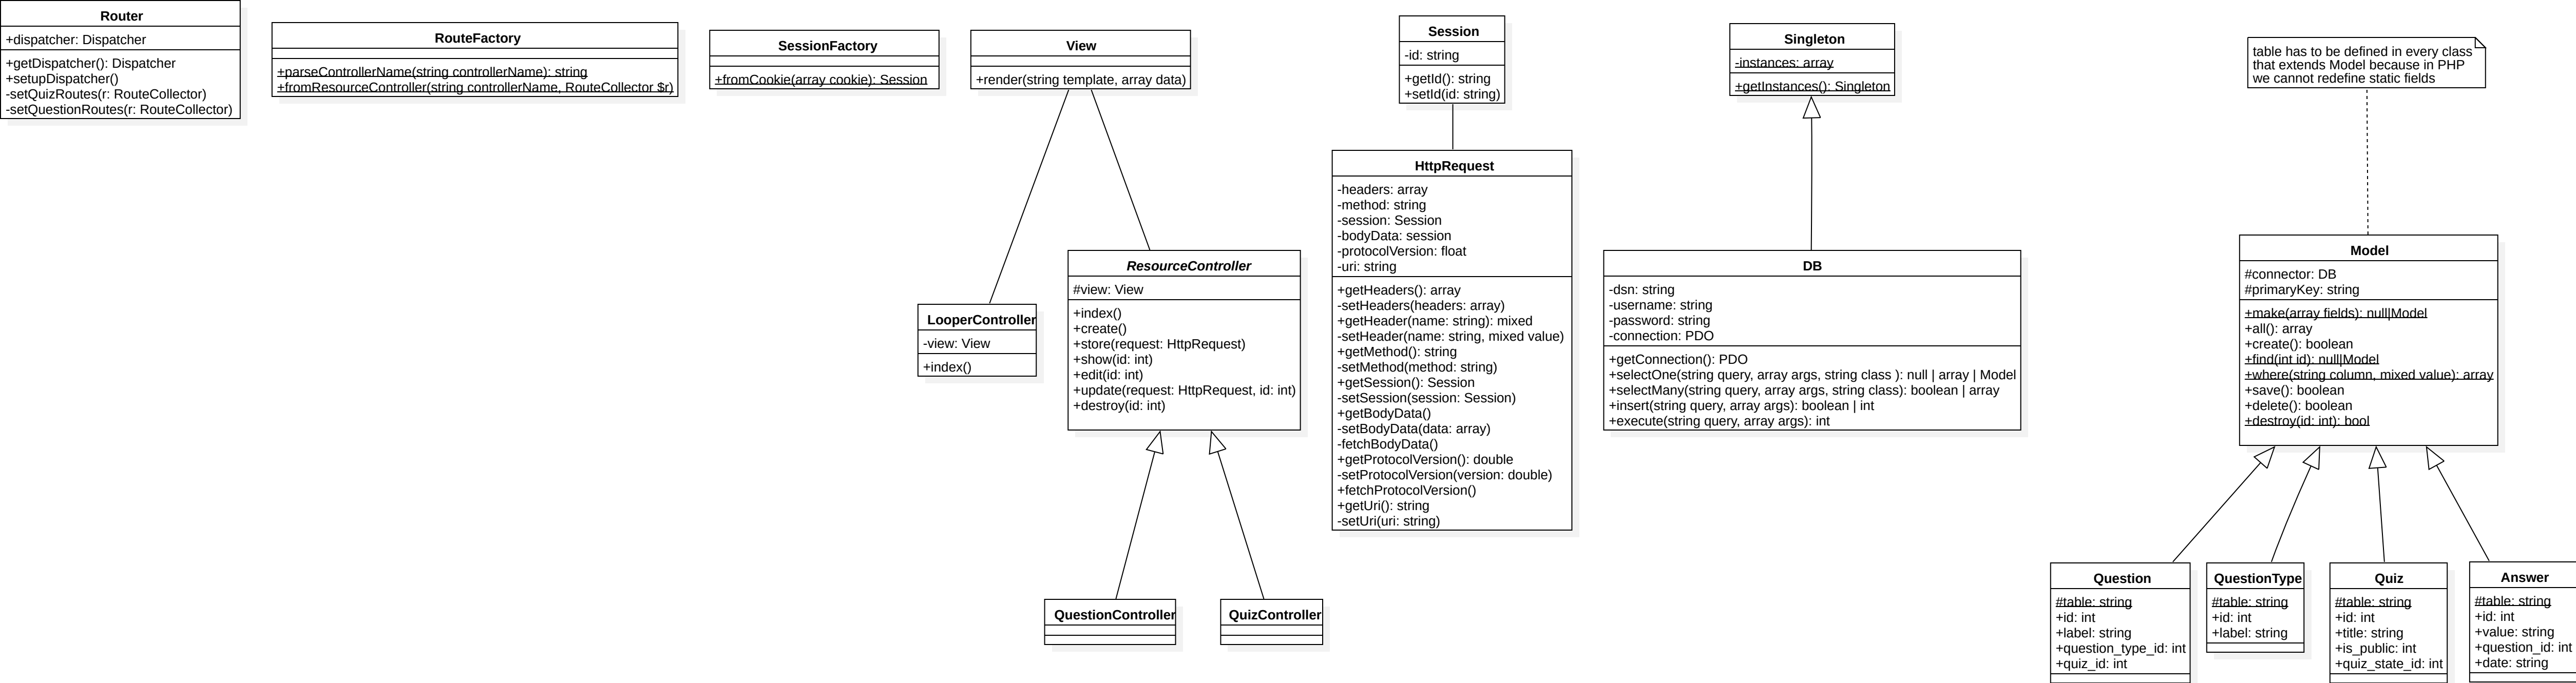 Router
+dispatcher: Dispatcher
+getDispatcher(): Dispatcher
+setupDispatcher()
-setQuizRoutes(r: RouteCollector)
-setQuestionRoutes(r: RouteCollector)
RouteFactory
+parseControllerName(string controllerName): string
+fromResourceController(string controllerName, RouteCollector $r)
SessionFactory
+fromCookie(array cookie): Session
View
+render(string template, array data)
Session
-id: string
+getId(): string
+setId(id: string)
Singleton
-instances: array
+getInstances(): Singleton
table has to be defined in every class
that extends Model because in PHP
we cannot redefine static fields
LooperController
-view: View
+index()
ResourceController
#view: View
+index()
+create()
+store(request: HttpRequest)
+show(id: int)
+edit(id: int)
+update(request: HttpRequest, id: int)
+destroy(id: int)
HttpRequest
-headers: array
-method: string
-session: Session
-bodyData: session
-protocolVersion: float
-uri: string
+getHeaders(): array
-setHeaders(headers: array)
+getHeader(name: string): mixed
-setHeader(name: string, mixed value)
+getMethod(): string
-setMethod(method: string)
+getSession(): Session
-setSession(session: Session)
+getBodyData()
-setBodyData(data: array)
-fetchBodyData()
+getProtocolVersion(): double
-setProtocolVersion(version: double)
+fetchProtocolVersion()
+getUri(): string
-setUri(uri: string)
DB
-dsn: string
-username: string
-password: string
-connection: PDO
+getConnection(): PDO
+selectOne(string query, array args, string class ): null | array | Model
+selectMany(string query, array args, string class): boolean | array
+insert(string query, array args): boolean | int
+execute(string query, array args): int
Model
#connector: DB
#primaryKey: string
+make(array fields): null|Model
+all(): array
+create(): boolean
+find(int id): null|Model
+where(string column, mixed value): array
+save(): boolean
+delete(): boolean
+destroy(id: int): bool
QuestionController
QuizController
Question
#table: string
+id: int
+label: string
+question_type_id: int
+quiz_id: int
QuestionType
#table: string
+id: int
+label: string
Quiz
#table: string
+id: int
+title: string
+is_public: int
+quiz_state_id: int
Answer
#table: string
+id: int
+value: string
+question_id: int
+date: string